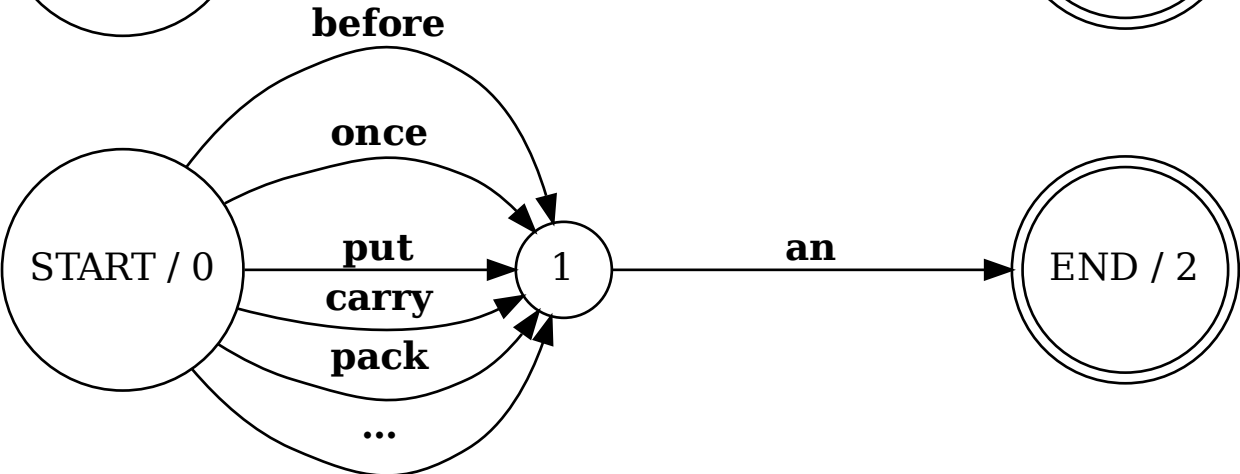 before
once
START / 0 put 1 an END / 2
carry
pack
...